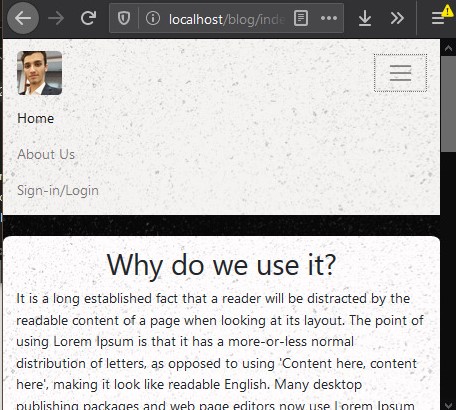 localhost/blog/inde
Home
About Us
Sign-in/Login
Why do we use it?
It is a long established fact that a reader will be distracted by the
readable content of a page when looking at its layout. The point of
using Lorem Ipsum is that it has a more-or-less normal
distribution of letters, as opposed to using 'Content here, content
here', making it look like readable English. Many desktop
publishing packages and web page editors now use Lorem Ipsum